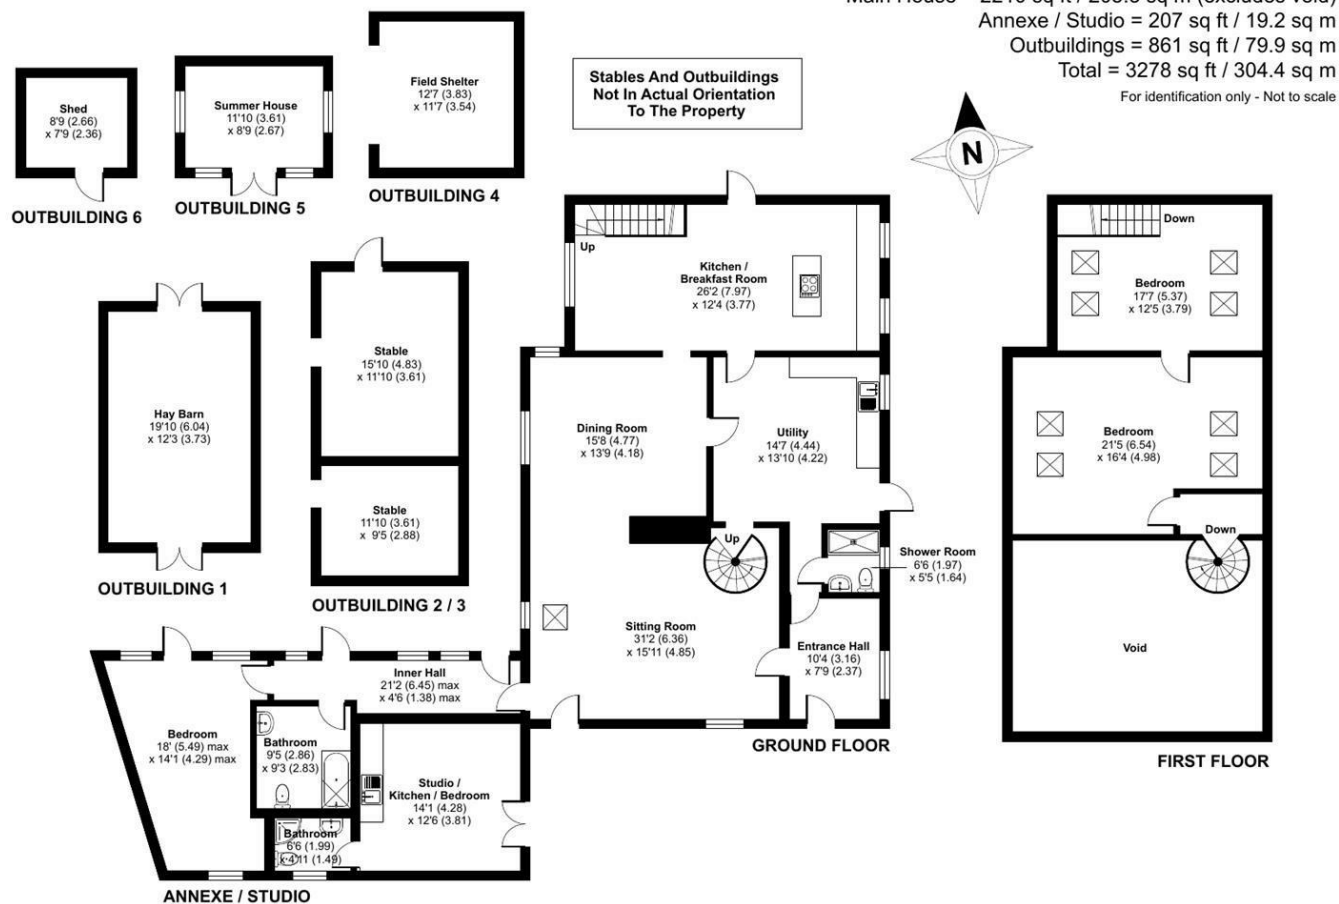 Annexe / Studio = 207 sq ft / 19.2 sq m
Outbuildings = 861 sq ft / 79.9 sq m
Total = 3278 sq ft / 304.4 sq m
For identification only - Not to scale
Stables And Outbuildings
Not In Actual Orientation
To The Property
N
Shed
8'9 (2.66)
x 7'9 (2.36)
OUTBUILDING 6
Summer House
11'10 (3.61)
x 8'9 (2.67)
OUTBUILDING 5
Field Shelter
12'7 (3.83)
x 11'7 (3.54)
OUTBUILDING 4
Hay Barn
19'10 (6.04)
x 12'3 (3.73)
OUTBUILDING 1
Stable
15'10 (4.83)
x 11'10 (3.61)
Stable
11'10 (3.61)
x 9'5 (2.88)
OUTBUILDING 2 / 3
Up
Kitchen /
Breakfast Room
26'2 (7.97)
x 12'4 (3.77)
Dining Room
15'8 (4.77)
x 13'9 (4.18)
Utility
14'7 (4.44)
x 13'10 (4.22)
Up
Shower Room
6'6 (1.97)
x 5'5 (1.64)
Sitting Room
31'2 (6.36)
x 15'11 (4.85)
Entrance Hall
10'4 (3.16)
x 7'9 (2.37)
GROUND FLOOR
Inner Hall
21'2 (6.45) max
x 4'6 (1.38) max
Bedroom
18' (5.49) max
x 14'1 (4.29) max
Bathroom
9'5 (2.86)
x 9'3 (2.83)
Studio /
Kitchen / Bedroom
14'1 (4.28)
x 12'6 (3.81)
Bathroom
6'6 (1.99)
x 4'11 (1.49)
ANNEXE / STUDIO
Down
Bedroom
17'7 (5.37)
x 12'5 (3.79)
Bedroom
21'5 (6.54)
x 16'4 (4.98)
Down
Void
FIRST FLOOR